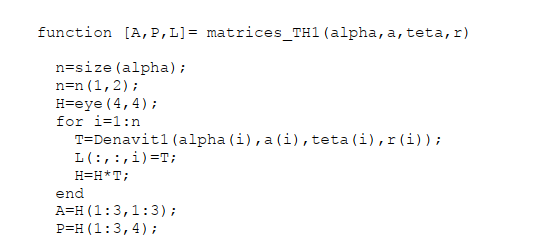 function [A,P,L]= matrices_TH1(alpha,a,teta,r)
n=size(alpha);
n=n(1,2);
H=eye(4,4);
for i=1:n
T=Denavit1(alpha(i),a(i),teta(i),r(i));
L(:,:,i)=T;
H=H*T;
end
A=H(1:3,1:3);
P=H(1:3,4);